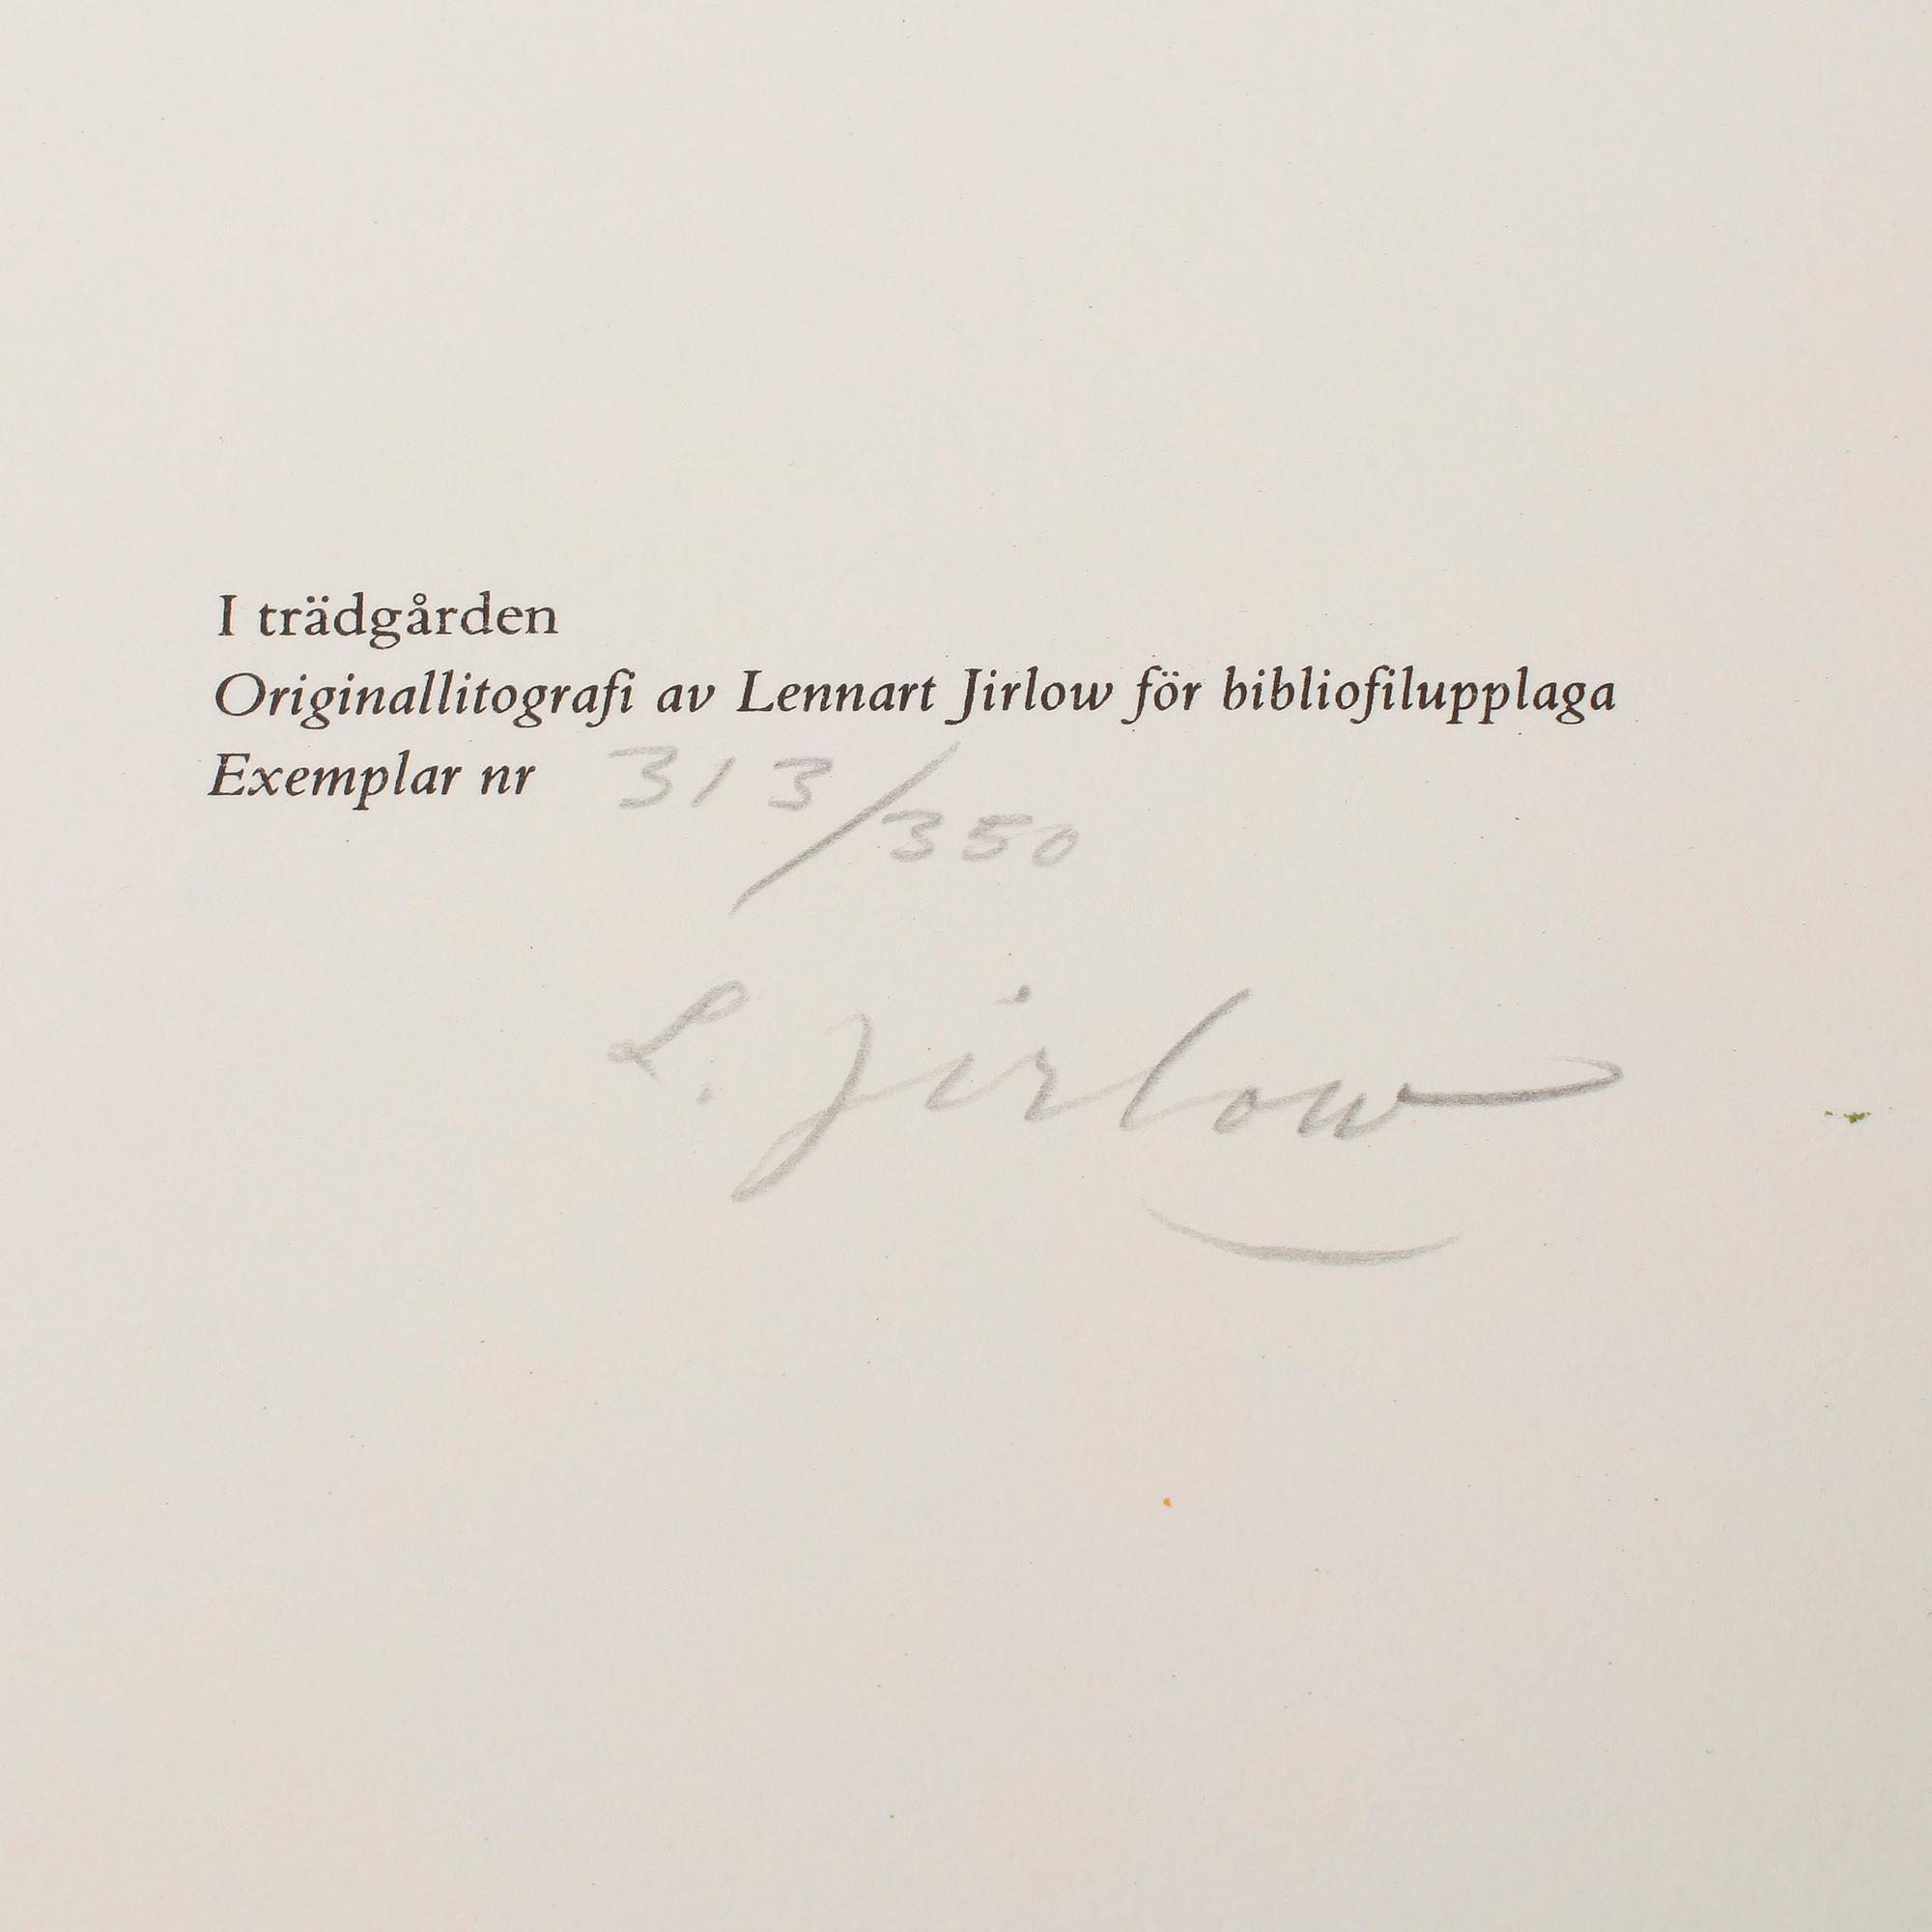 I trädgården
Originallitografi av Lennart Jirlow för bibliofilupplaga
Exemplar nr 313/350
L. Jirlow